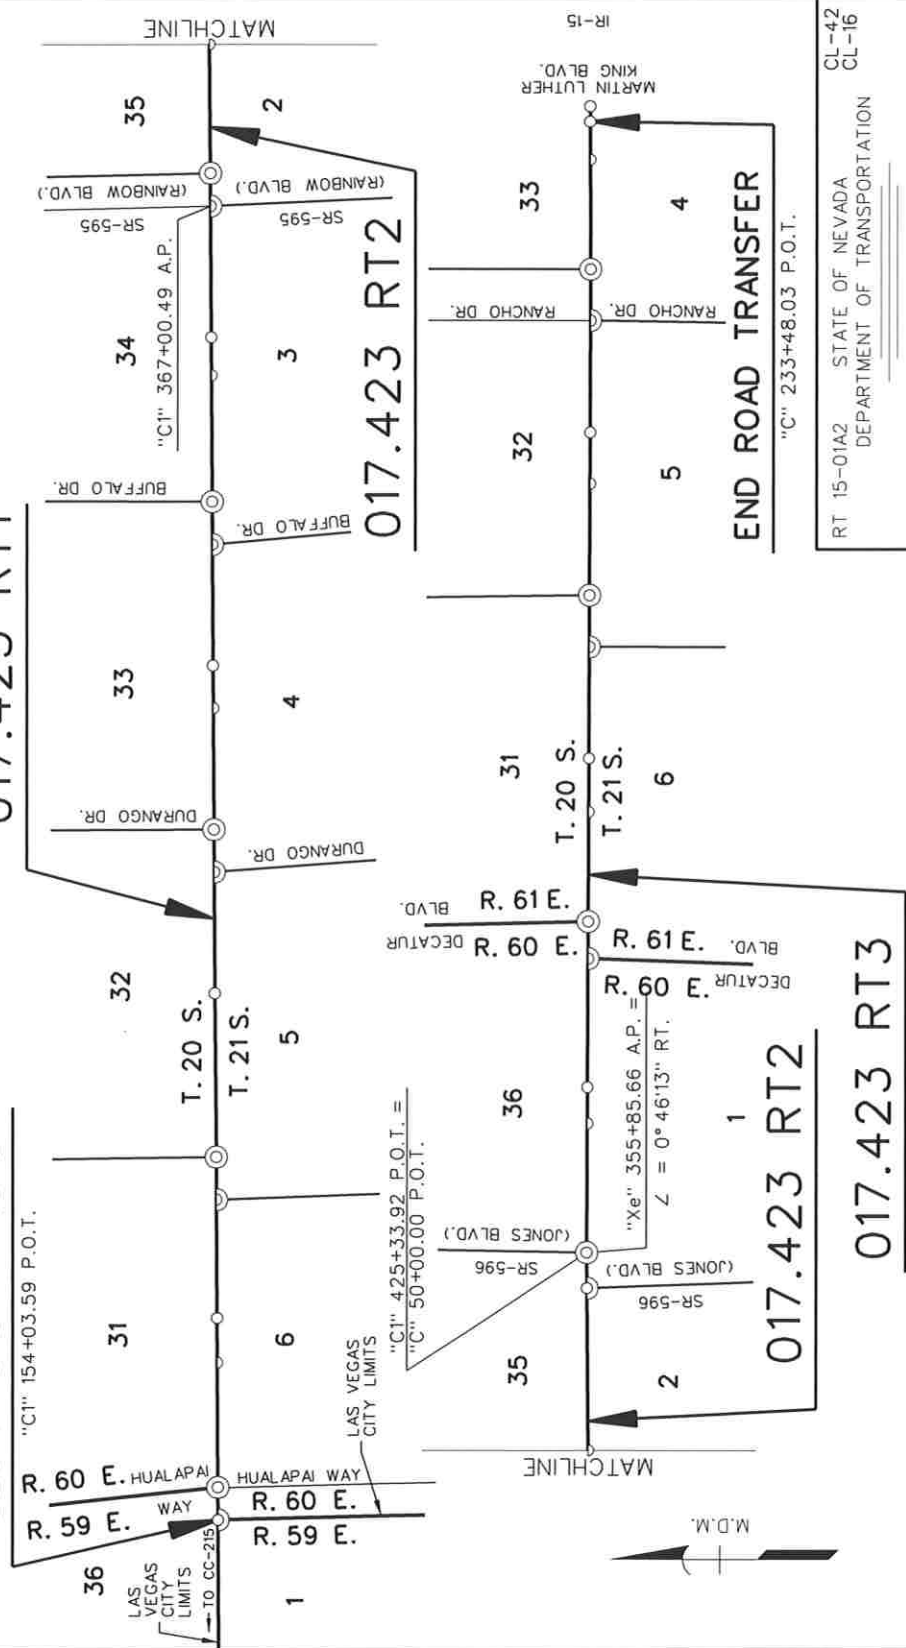 "C1" 154+03.59 P.O.T.
36
31
32
33
34
35
R. 60 E.
R. 59 E.
HUALAPAI
WAY
LAS
VEGAS
CITY
LIMITS
TO CC-215
T. 20 S.
T. 21 S.
DURANGO DR.
BUFFALO DR.
"C1" 367+00.49 A.P.
SR-595
(RAINBOW BLVD.)
MATCHLINE
1
6
5
4
3
2
HUALAPAI WAY
R. 60 E.
R. 59 E.
LAS VEGAS
CITY LIMITS
DURANGO DR.
BUFFALO DR.
SR-595
(RAINBOW BLVD.)
017.423 RT2
"C1" 425+33.92 P.O.T. =
"C" 50+00.00 P.O.T.
MATCHLINE
35
36
31
32
33
SR-596
(JONES BLVD.)
DECATUR
BLVD.
R. 60 E.
R. 61 E.
T. 20 S.
T. 21 S.
RANCHO DR.
MARTIN LUTHER
KING BLVD.
IR-15
2
1
6
5
4
SR-596
(JONES BLVD.)
"Xe" 355+85.66 A.P. =
∠ = 0° 46'13" RT.
R. 60 E.
R. 61 E.
DECATUR
BLVD.
RANCHO DR.
017.423 RT2
017.423 RT3
END ROAD TRANSFER
"C" 233+48.03 P.O.T.
M.D.M.
RT 15-01A2
STATE OF NEVADA
DEPARTMENT OF TRANSPORTATION
CL-42
CL-16